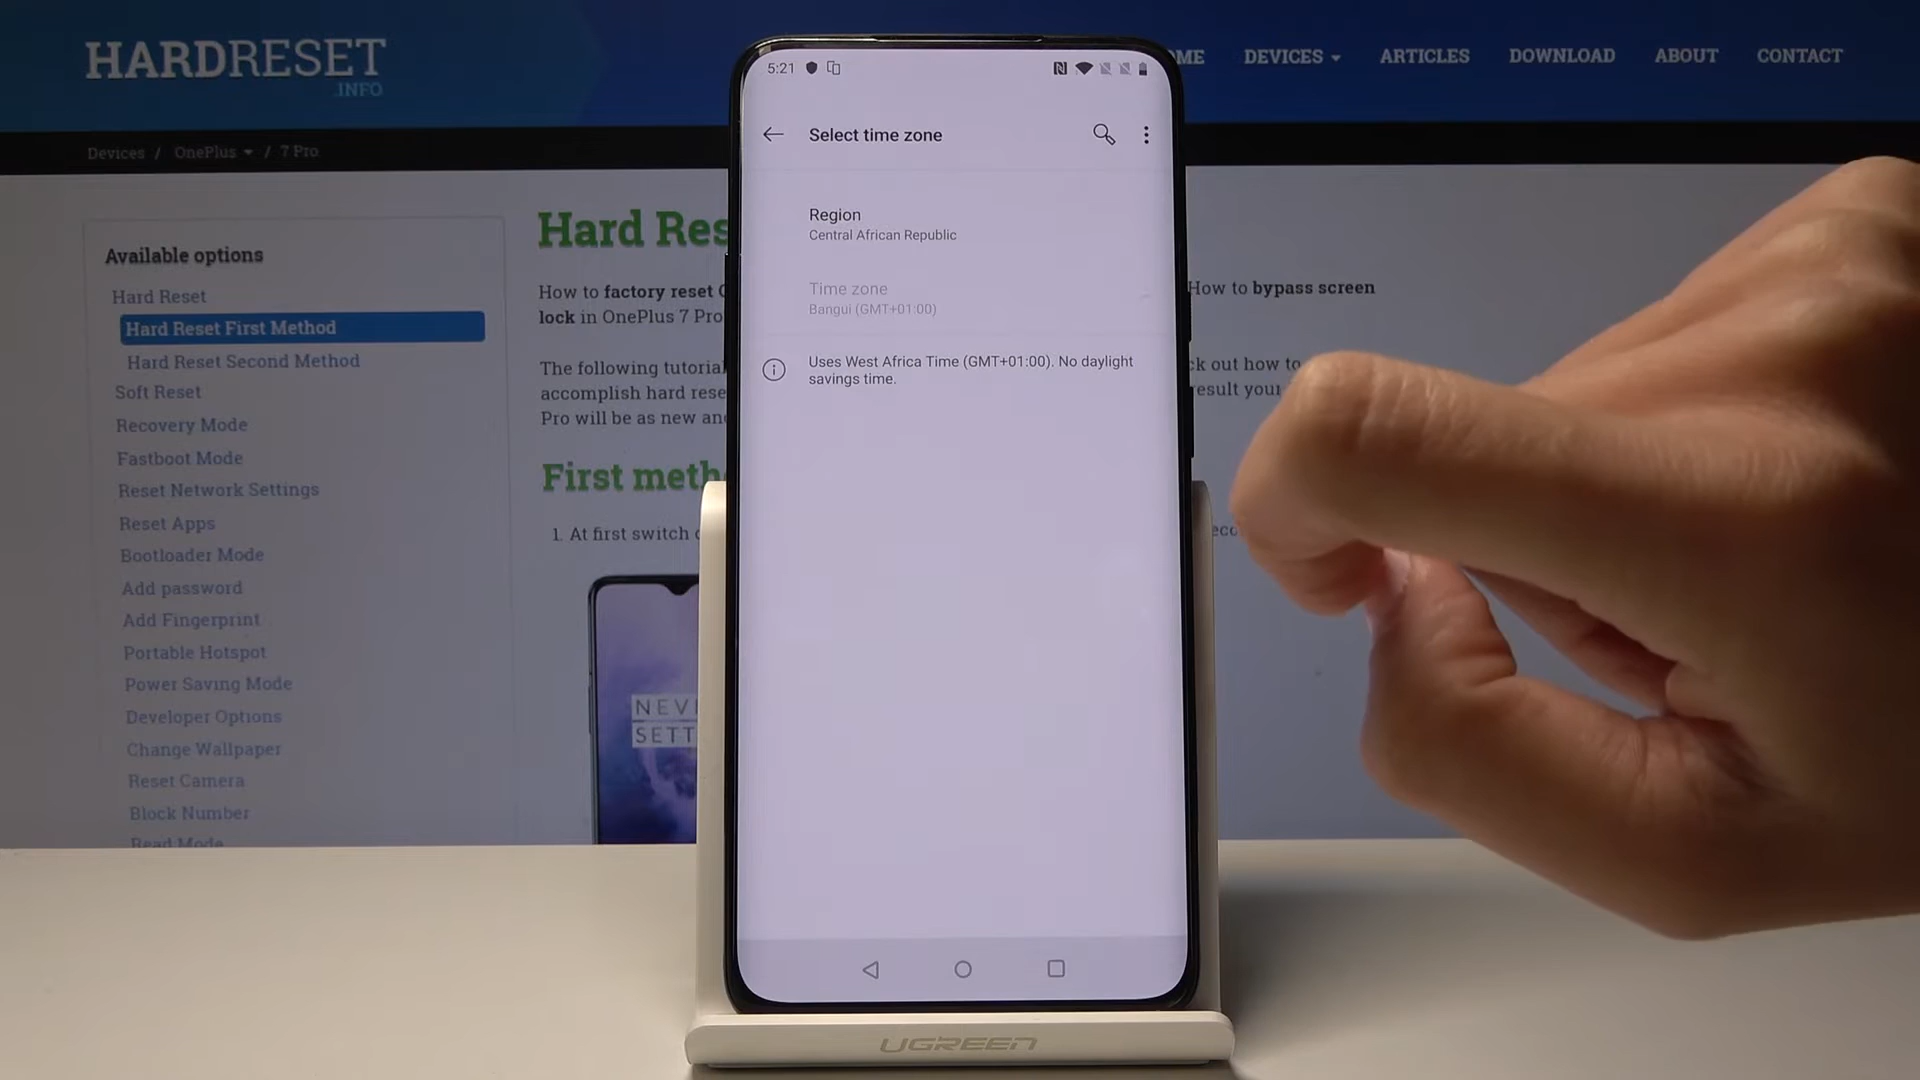 HARDRESET
.INFO
ME
DEVICES
ARTICLES
DOWNLOAD
ABOUT
CONTACT
Devices / OnePlus / 7 Pro
Available options
Hard Reset
Hard Reset First Method
Hard Reset Second Method
Soft Reset
Recovery Mode
Fastboot Mode
Reset Network Settings
Reset Apps
Bootloader Mode
Add password
Add Fingerprint
Portable Hotspot
Power Saving Mode
Developer Options
Change Wallpaper
Reset Camera
Block Number
Read Mode
Hard Res
How to factory reset
How to bypass screen
lock in OnePlus 7 Pro
The following tutorial
ck out how to
accomplish hard rese
esult your
Pro will be as new an
First meth
1. At first switch
NEV
SETT
5:21
Select time zone
Region
Central African Republic
Time zone
Bangui (GMT+01:00)
Uses West Africa Time (GMT+01:00). No daylight
savings time.
UGREEN